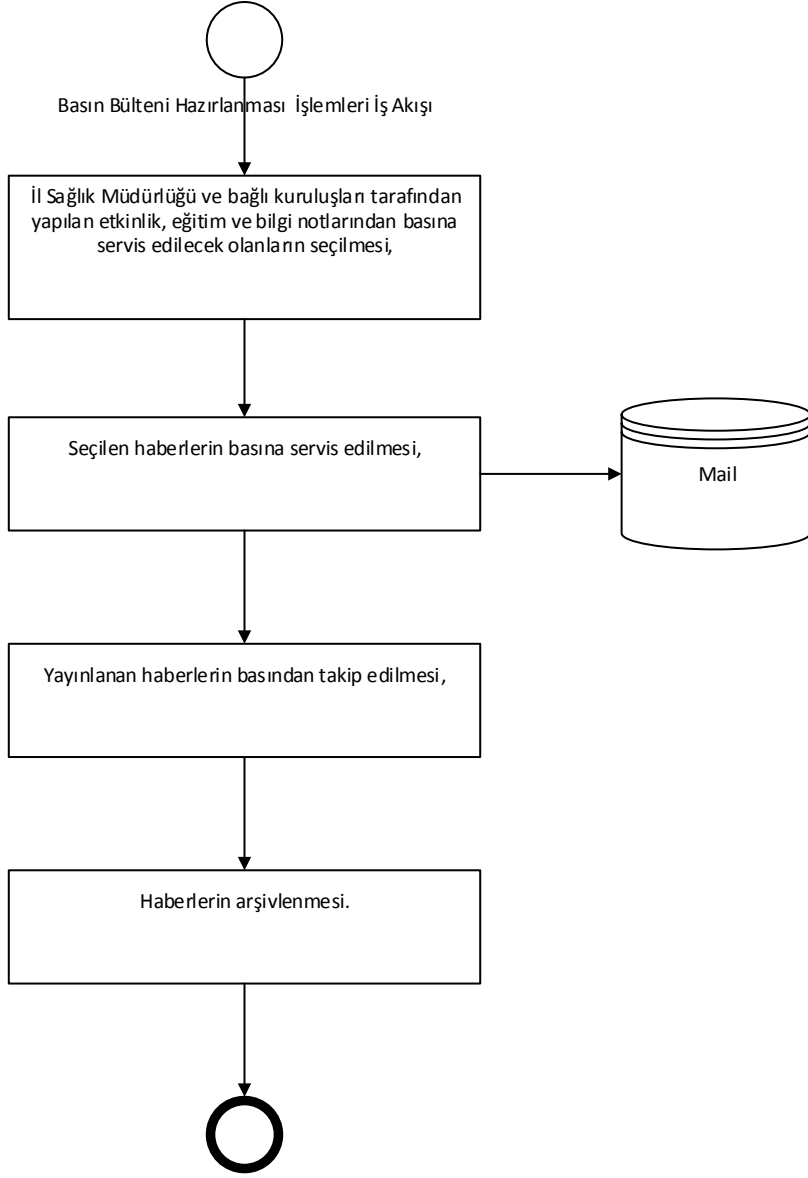 Basın Bülteni Hazırlanması İşlemleri İş Akışı
İl Sağlık Müdürlüğü ve bağlı kuruluşları tarafından
yapılan etkinlik, eğitim ve bilgi notlarından basına
servis edilecek olanların seçilmesi,
Seçilen haberlerin basına servis edilmesi,
Mail
Yayınlanan haberlerin basından takip edilmesi,
Haberlerin arşivlenmesi.